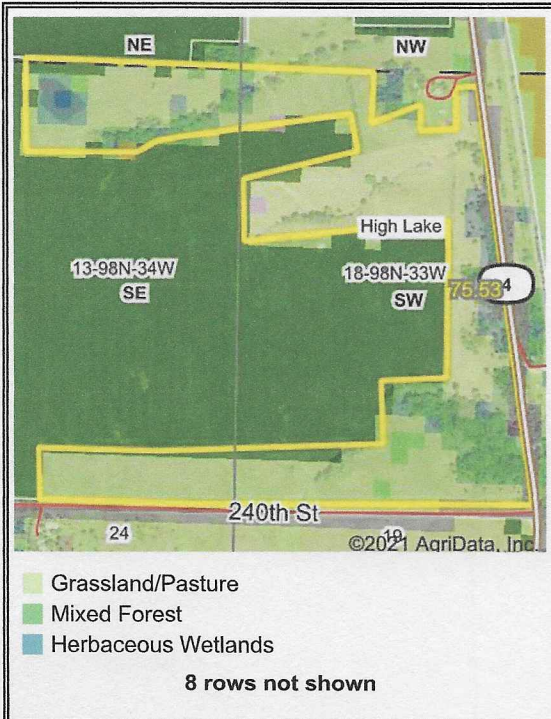 NE
NW
High Lake
13-98N-34W
SE
18-98N-33W
SW
75.53
4
240th St
24
19
©2021 AgriData, Inc.
Grassland/Pasture
Mixed Forest
Herbaceous Wetlands
8 rows not shown